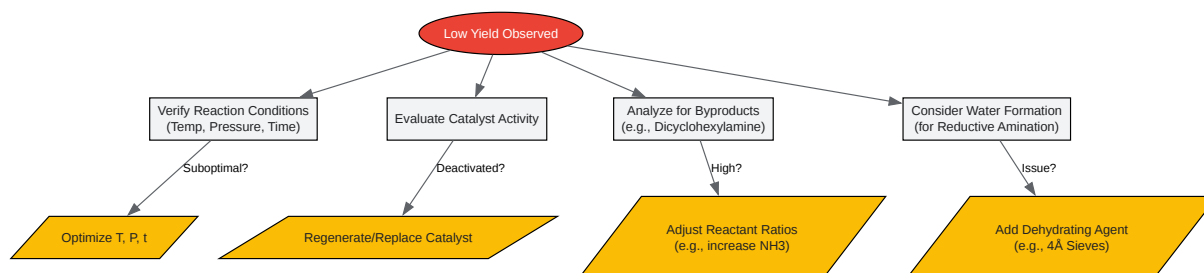 Low Yield Observed
Verify Reaction Conditions
(Temp, Pressure, Time)
Evaluate Catalyst Activity
Analyze for Byproducts
(e.g., Dicyclohexylamine)
Consider Water Formation
(for Reductive Amination)
Suboptimal?
Deactivated?
High?
Issue?
Optimize T, P, t
Regenerate/Replace Catalyst
Adjust Reactant Ratios
(e.g., increase NH3)
Add Dehydrating Agent
(e.g., 4Å Sieves)